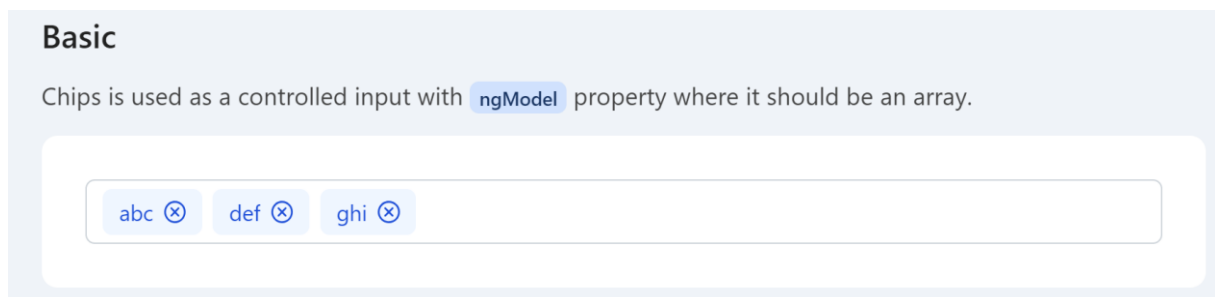 Basic
Chips is used as a controlled input with ngModel property where it should be an array.
abc def ghi